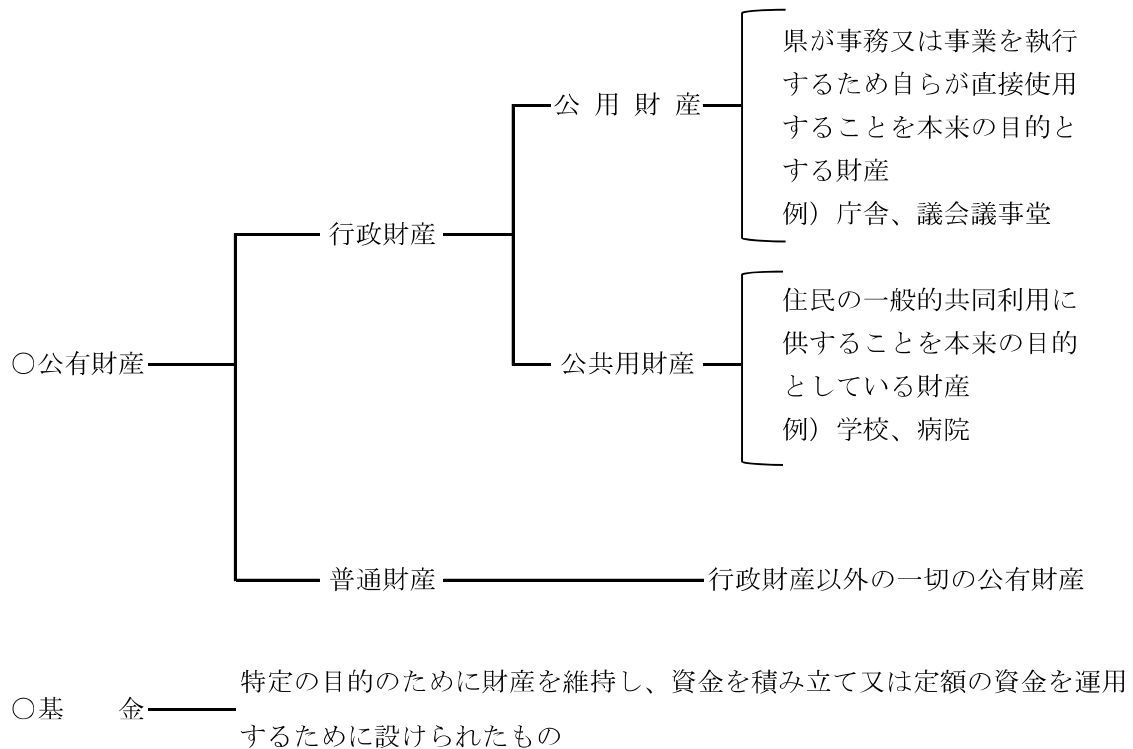 ○公有財産
行政財産
公用財産
県が事務又は事業を執行
するため自らが直接使用
することを本来の目的と
する財産
例）庁舎、議会議事堂
公共用財産
住民の一般的共同利用に
供することを本来の目的
としている財産
例）学校、病院
普通財産
行政財産以外の一切の公有財産
○基　　金
特定の目的のために財産を維持し、資金を積み立て又は定額の資金を運用
するために設けられたもの